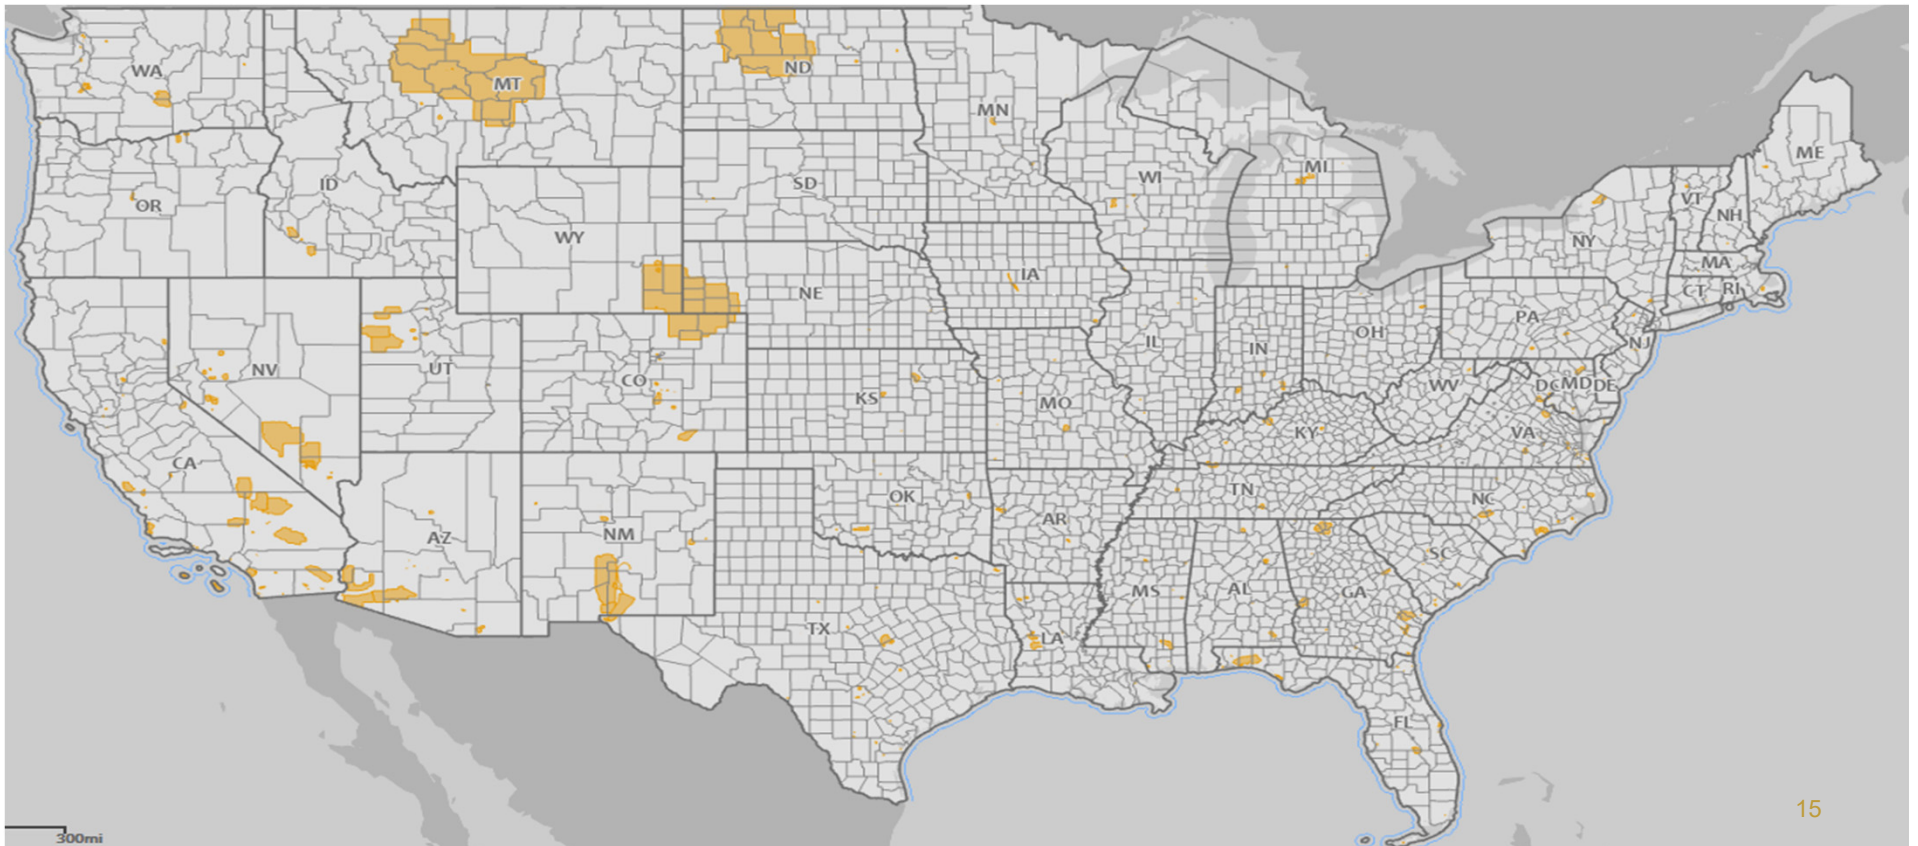 WA
MT
ND
MN
ME
OR
ID
SD
WI
MI
VT
NH
NY
WY
MA
CT
RI
NE
IA
PA
NJ
NV
UT
CO
IL
IN
OH
WV
DC
MD
DE
KS
MO
KY
VA
CA
OK
TN
NC
AZ
NM
AR
SC
MS
AL
GA
TX
LA
FL
15
300mi